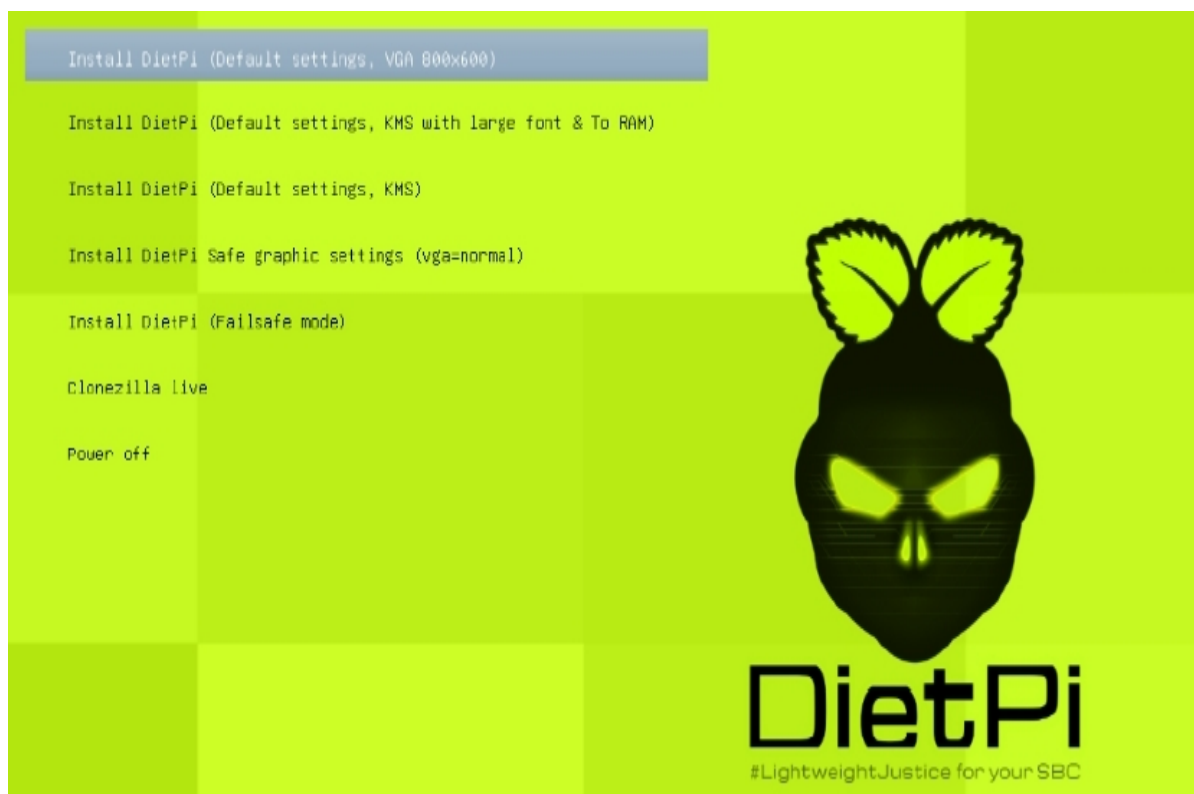 Install DietPi (Default settings, VGA 800x600)
Install DietPi (Default settings, KMS with large font & To RAM)
Install DietPi (Default settings, KMS)
Install DietPi Safe graphic settings (vga=normal)
Install DietPi (Failsafe mode)
Clonezilla live
Power off
DietPi
#LightweightJustice for your SBC